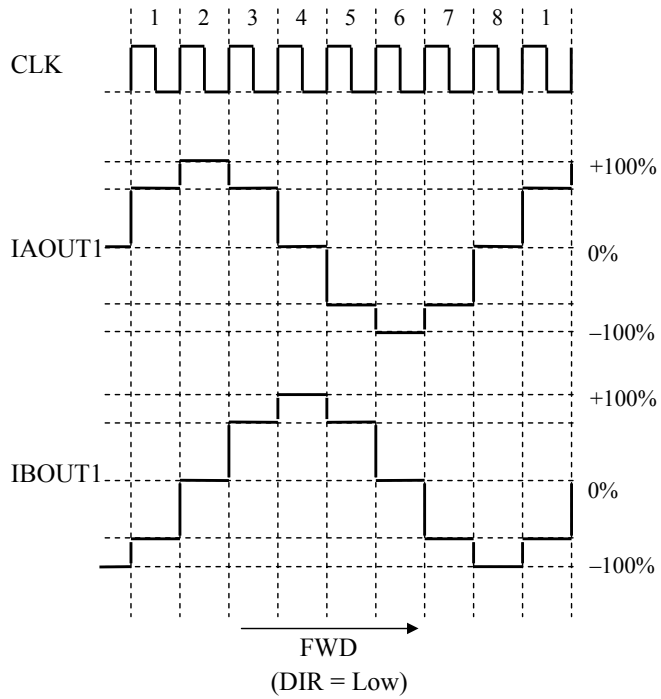 1 2 3 4 5 6 7 8 1
CLK
+100%
IAOUT1
0%
–100%
+100%
IBOUT1
0%
–100%
FWD
(DIR = Low)